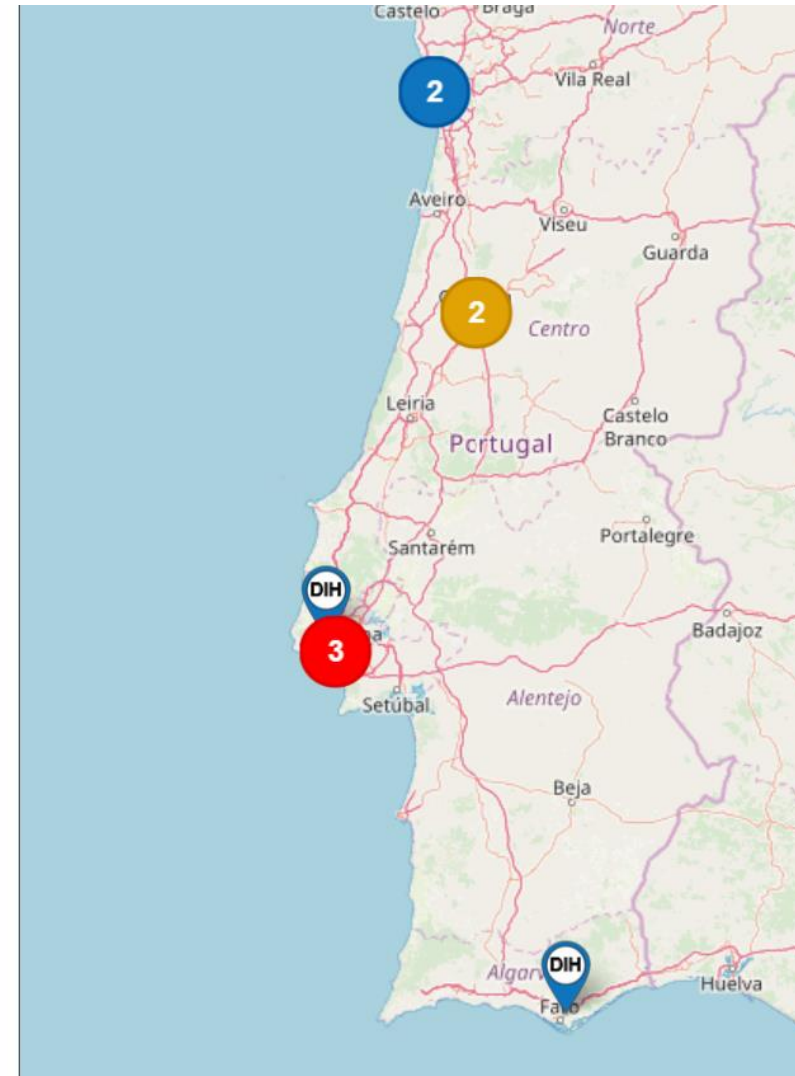 Castelo
Braga
Norte
2
Vila Real
Aveiro
Viseu
Guarda
2
Centro
Leiria
Castelo
Branco
Portugal
Santarém
Portalegre
DIH
Badajoz
3
Setúbal
Alentejo
Beja
DIH
Huelva